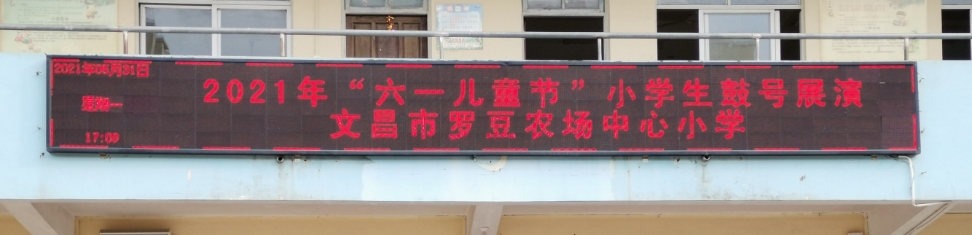 2021年05月31日
星期一
17:09
2021年“六一儿童节”小学生鼓号展演
文昌市罗豆农场中心小学